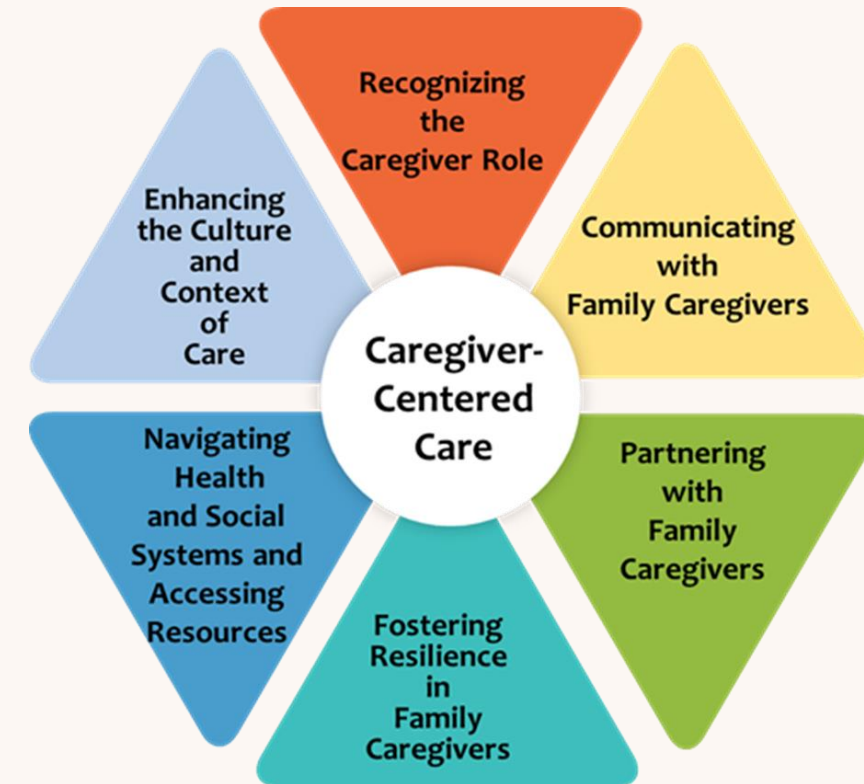 Recognizing
the
Caregiver Role
Communicating
with
Family Caregivers
Partnering
with
Family
Caregivers
Fostering
Resilience
in
Family
Caregivers
Navigating
Health
and Social
Systems and
Accessing
Resources
Enhancing
the Culture
and
Context
of
Care
Caregiver-
Centered
Care